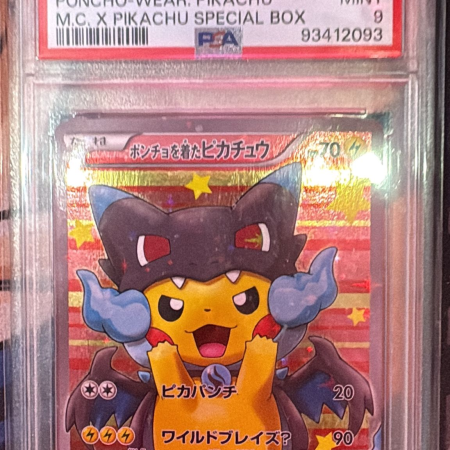 PONCHO-WEAR. PIKACHU MINT
M.C. X PIKACHU SPECIAL BOX 9
PSA 93412093
ポンチョを着たピカチュウ HP70
ピカパンチ 20
ワイルドブレイズ? 90